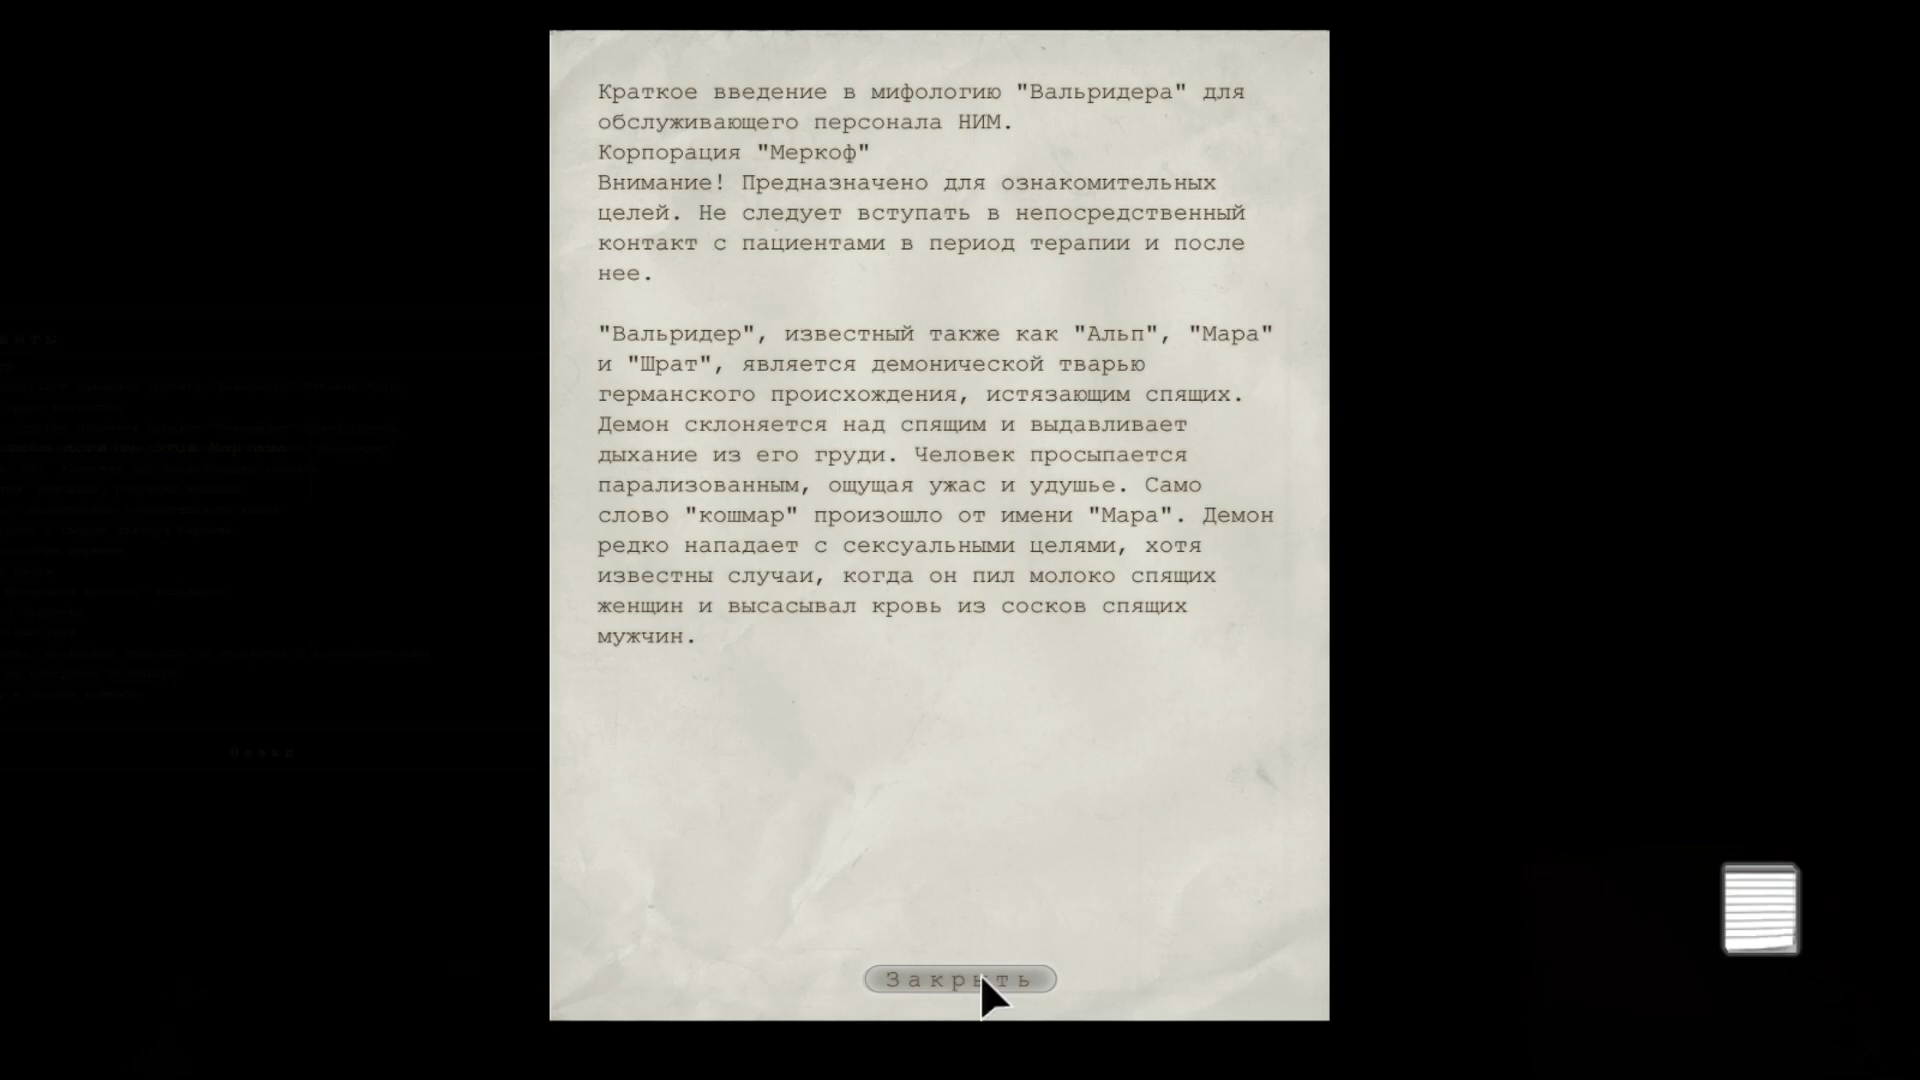 Краткое введение в мифологию "Вальридера" для
обслуживающего персонала НИМ.
Корпорация "Меркоф"
Внимание! Предназначено для ознакомительных
целей. Не следует вступать в непосредственный
контакт с пациентами в период терапии и после
нее.
"Вальридер", известный также как "Альп", "Мара"
и "Шрат", является демонической тварью
германского происхождения, истязающим спящих.
Демон склоняется над спящим и выдавливает
дыхание из его груди. Человек просыпается
парализованным, ощущая ужас и удушье. Само
слово "кошмар" произошло от имени "Мара". Демон
редко нападает с сексуальными целями, хотя
известны случаи, когда он пил молоко спящих
женщин и высасывал кровь из сосков спящих
мужчин.
Закрыть
Назад